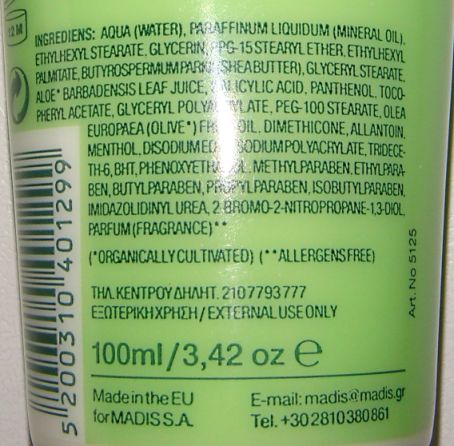 12M
INGREDIENS: AQUA (WATER), PARAFFINUM LIQUIDUM (MINERAL OIL),
ETHYLHEXYL STEARATE, GLYCERIN, PPG-15 STEARYL ETHER, ETHYLHEXYL
PALMITATE, BUTYROSPERMUM PARKII (SHEA BUTTER), GLYCERYL STEARATE,
ALOE* BARBADENSIS LEAF JUICE, SALICYLIC ACID, PANTHENOL, TOCO-
PHERYL ACETATE, GLYCERYL POLYACRYLATE, PEG-100 STEARATE, OLEA
EUROPAEA (OLIVE*) FRUIT OIL, DIMETHICONE, ALLANTOIN,
MENTHOL, DISODIUM EDTA, SODIUM POLYACRYLATE, TRIDECE-
TH-6, BHT, PHENOXYETHANOL, METHYLPARABEN, ETHYLPARA-
BEN, BUTYLPARABEN, PROPYLPARABEN, ISOBUTYLPARABEN,
IMIDAZOLIDINYL UREA, 2-BROMO-2-NITROPROPANE-1,3-DIOL,
PARFUM (FRAGRANCE)**
(*ORGANICALLY CULTIVATED) (**ALLERGENS FREE)
ΤΗΛ. ΚΕΝΤΡΟΥ ΔΗΛΗΤ. 2107793777
ΕΞΩΤΕΡΙΚΗ ΧΡΗΣΗ / EXTERNAL USE ONLY
100ml/3,42 oz e
Made in the EU
for MADIS S.A.
E-mail: madis@madis.gr
Tel. +302810380861
Art. No 5125
5 200310 401299